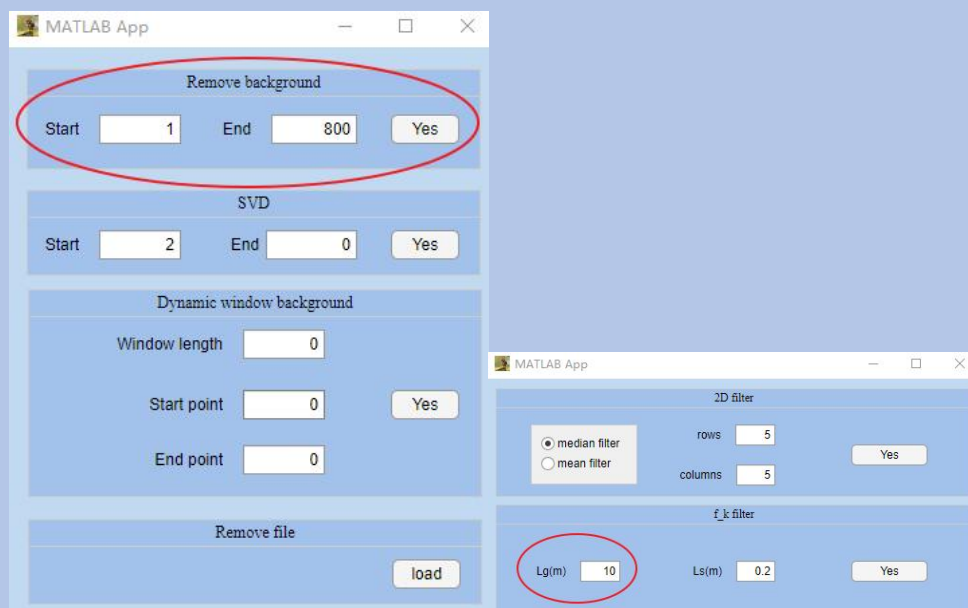 MATLAB App
Remove background
Start 1 End 800 Yes
SVD
Start 2 End 0 Yes
Dynamic window background
Window length 0
Start point 0 Yes
End point 0
Remove file
load
MATLAB App
2D filter
median filter rows 5
mean filter Yes
columns 5
f_k filter
Lg(m) 10 Ls(m) 0.2 Yes